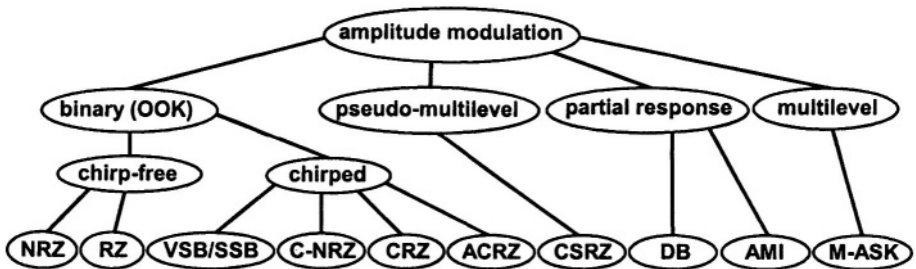 amplitude modulation
binary (OOK) pseudo-multilevel partial response multilevel
chirp-free chirped
NRZ RZ VSB/SSB C-NRZ CRZ ACRZ CSRZ DB AMI M-ASK